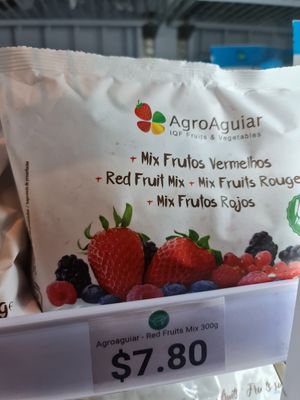 AgroAguiar
IQF Fruits & Vegetables
+ Mix Frutos Vermelhos
+ Red Fruit Mix + Mix Fruits Rouge
+ Mix Frutos Rojos
Agroaguiar - Red Fruits Mix 300g
$7.80